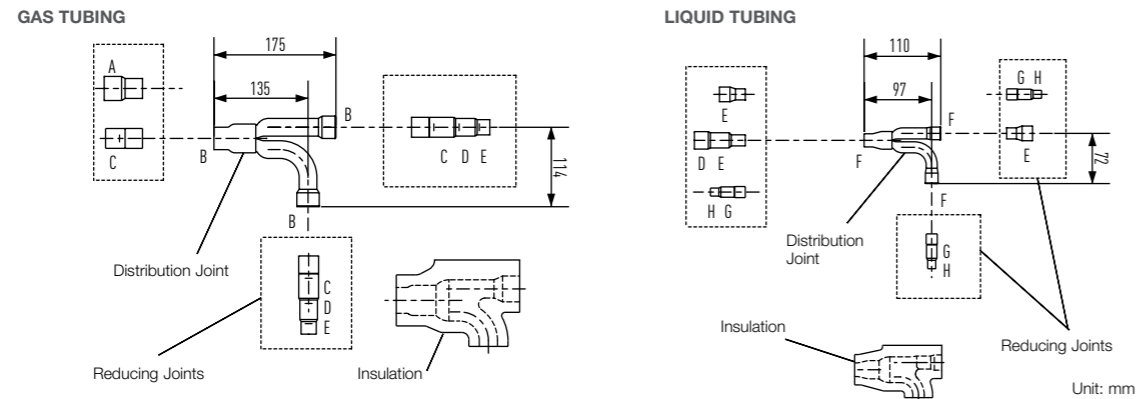 GAS TUBING
175
135
A
C
B
B
B
C D E
114
Distribution Joint
C
D
E
Reducing Joints
Insulation
LIQUID TUBING
110
97
E
D E
H G
F
F
F
G H
E
72
Distribution
Joint
G
H
Reducing Joints
Insulation
Unit: mm